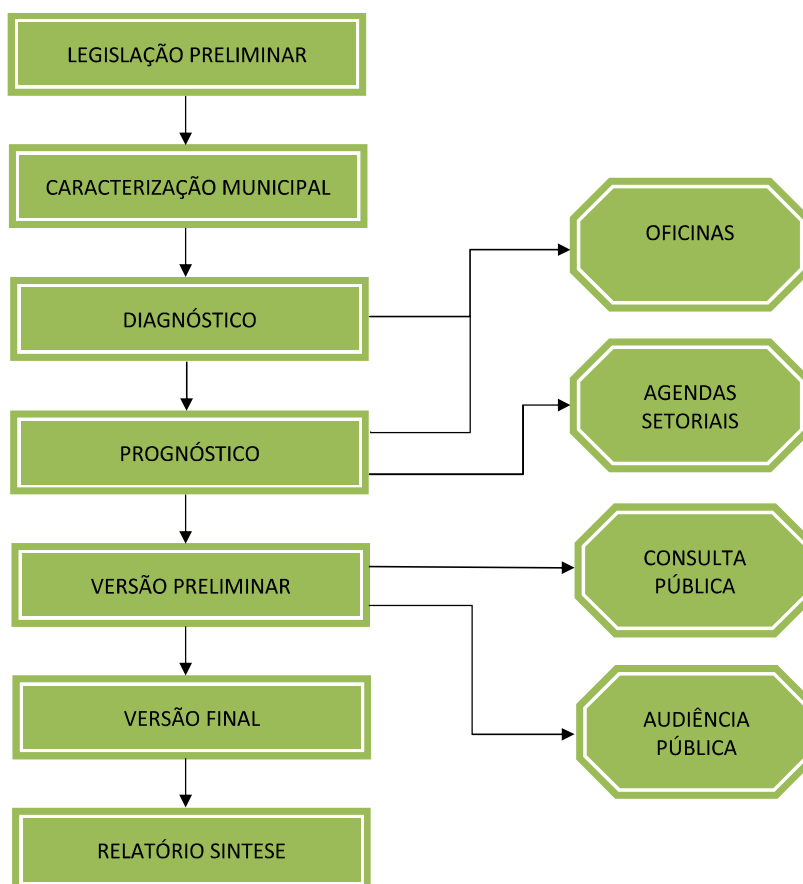 LEGISLAÇÃO PRELIMINAR
CARACTERIZAÇÃO MUNICIPAL
DIAGNÓSTICO
PROGNÓSTICO
VERSÃO PRELIMINAR
VERSÃO FINAL
RELATÓRIO SINTESE
OFICINAS
AGENDAS
SETORIAIS
CONSULTA
PÚBLICA
AUDIÊNCIA
PÚBLICA